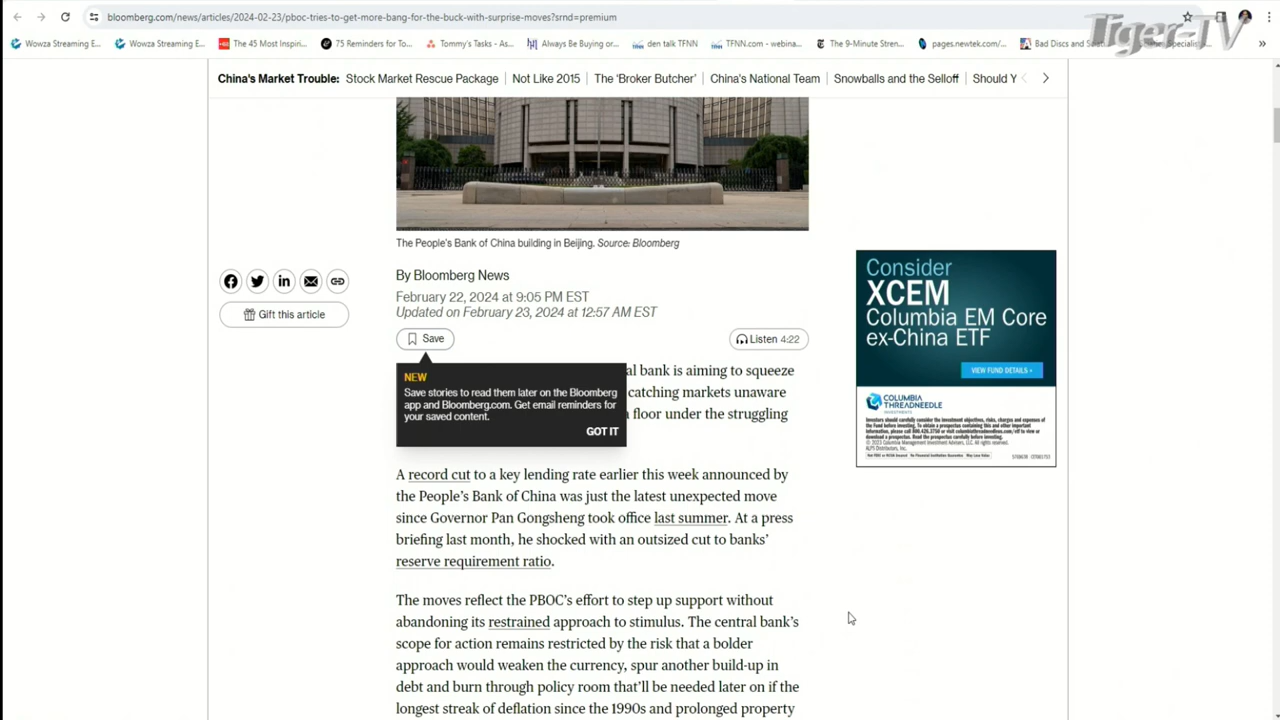 bloomberg.com/news/articles/2024-02-23/pboc-tries-to-get-more-bang-for-the-buck-with-surprise-moves?srnd=premium
Tiger-TV
Wowza Streaming E... Wowza Streaming E... The 45 Most Inspiri... 75 Reminders for To... Tommy's Tasks - As... Always Be Buying or... den talk TFNN TFNN.com - webina... The 9-Minute Stren... pages.newtek.com/... Bad Discs and
China's Market Trouble: Stock Market Rescue Package Not Like 2015 The 'Broker Butcher' China's National Team Snowballs and the Selloff Should Y
The People's Bank of China building in Beijing. Source: Bloomberg
By Bloomberg News
February 22, 2024 at 9:05 PM EST
Updated on February 23, 2024 at 12:57 AM EST
Gift this article
Save
Listen 4:22
al bank is aiming to squeeze
catching markets unaware
floor under the struggling
NEW
Save stories to read them later on the Bloomberg
app and Bloomberg.com. Get email reminders for
your saved content.
GOT IT
A record cut to a key lending rate earlier this week announced by
the People's Bank of China was just the latest unexpected move
since Governor Pan Gongsheng took office last summer. At a press
briefing last month, he shocked with an outsized cut to banks'
reserve requirement ratio.
The moves reflect the PBOC's effort to step up support without
abandoning its restrained approach to stimulus. The central bank's
scope for action remains restricted by the risk that a bolder
approach would weaken the currency, spur another build-up in
debt and burn through policy room that'll be needed later on if the
longest streak of deflation since the 1990s and prolonged property
Consider
XCEM
Columbia EM Core
ex-China ETF
VIEW FUND DETAILS
COLUMBIA
THREADNEEDLE
INVESTMENTS